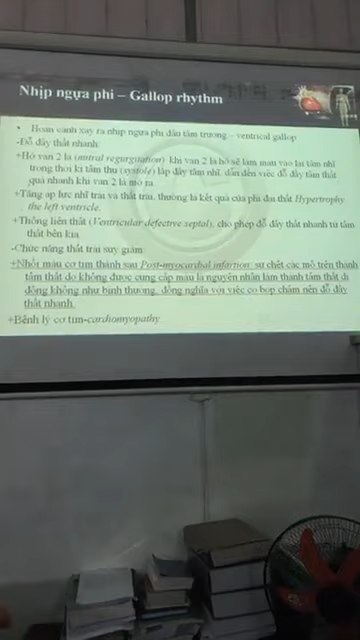 Nhịp ngựa phi – Gallop rhythm
• Hoàn cảnh xảy ra nhịp ngựa phi đầu tâm trương – ventrical gallop
-Đổ đầy thất nhanh:
+Hở van 2 lá (mitral regurgitation) khi van 2 lá hở sẽ làm máu vào lại tâm nhĩ
trong thời kì tâm thu (systole) lấp đầy tâm nhĩ, dẫn đến việc đổ đầy tâm thất
quá nhanh khi van 2 lá mở ra
+Tăng áp lực nhĩ trái và thất trái, thường là kết quả của phì đại thất Hypertrophy
the left ventricle.
+Thông liên thất (Ventricular defective septal), cho phép đổ đầy thất nhanh từ tâm
thất bên kia
-Chức năng thất trái suy giảm:
+Nhồi máu cơ tim thành sau Post-myocardial infartion: sự chết các mô trên thành
tâm thất do không được cung cấp máu là nguyên nhân làm thành tâm thất di
động không như bình thường, đồng nghĩa với việc co bóp chậm nên đổ đầy
thất nhanh.
+Bệnh lý cơ tim-cardiomyopathy